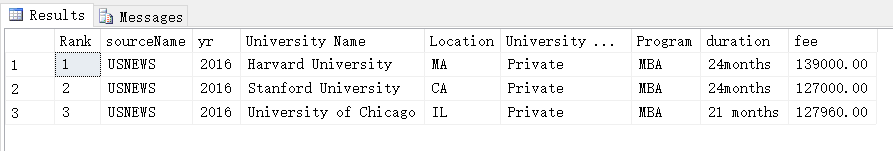 Results Messages
Rank sourceName yr University Name Location University ... Program duration fee
1 1 USNEWS 2016 Harvard University MA Private MBA 24months 139000.00
2 2 USNEWS 2016 Stanford University CA Private MBA 24months 127000.00
3 3 USNEWS 2016 University of Chicago IL Private MBA 21 months 127960.00